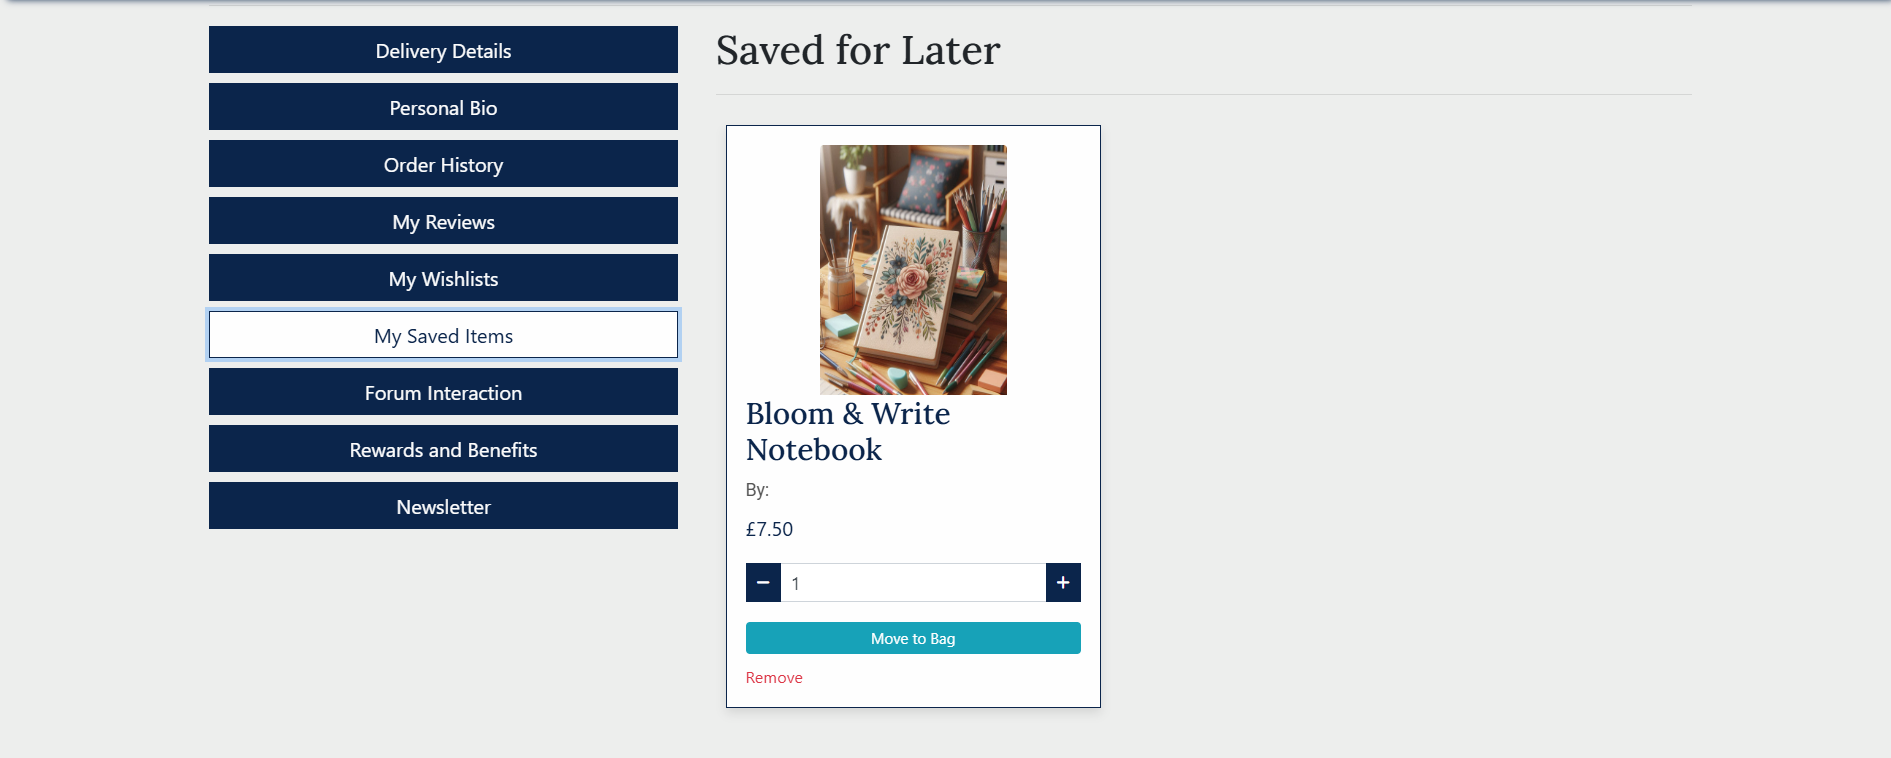 Delivery Details
Personal Bio
Order History
My Reviews
My Wishlists
My Saved Items
Forum Interaction
Rewards and Benefits
Newsletter
Saved for Later
Bloom & Write
Notebook
By:
£7.50
1
Move to Bag
Remove